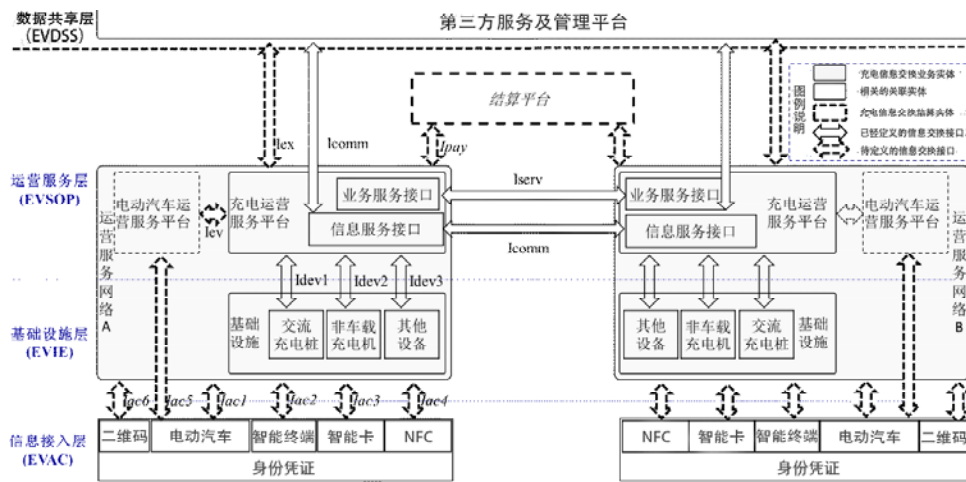 数据共享层
(EVDSS)
第三方服务及管理平台
结算平台
图例说明
充电信息交换业务实体
相关的关联实体
充电信息交换结算实体
已经定义的信息交换接口
待定义的信息交换接口
Iex
Icomm
Ipay
运营服务层
(EVSOP)
运营服务网络A
电动汽车运
营服务平台
Iev
充电运营
服务平台
业务服务接口
信息服务接口
Iserv
Icomm
业务服务接口
信息服务接口
充电运营
服务平台
电动汽车运
营服务平台
运营服务网络B
Idev1
Idev2
Idev3
基础设施层
(EVIE)
基础
设施
交流
充电桩
非车载
充电机
其他
设备
其他
设备
非车载
充电机
交流
充电桩
基础
设施
Iac6
Iac5
Iac1
Iac2
Iac3
Iac4
信息接入层
(EVAC)
二维码
电动汽车
智能终端
智能卡
NFC
身份凭证
NFC
智能卡
智能终端
电动汽车
二维码
身份凭证